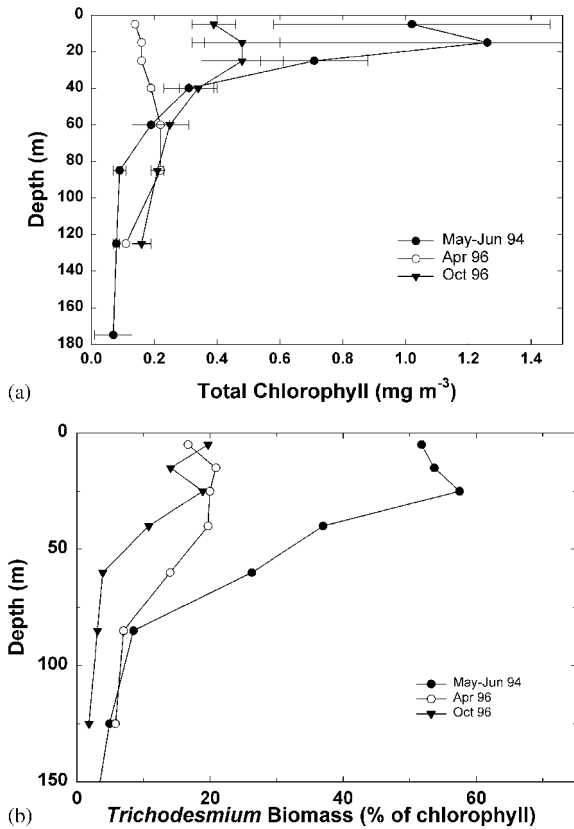 0
20
40
60
80
100
120
140
160
180
Depth (m)
May-Jun 94
Apr 96
Oct 96
0.0 0.2 0.4 0.6 0.8 1.0 1.2 1.4
(a) Total Chlorophyll (mg m-3)
0
50
100
150
Depth (m)
May-Jun 94
Apr 96
Oct 96
0 20 40 60
(b) Trichodesmium Biomass (% of chlorophyll)